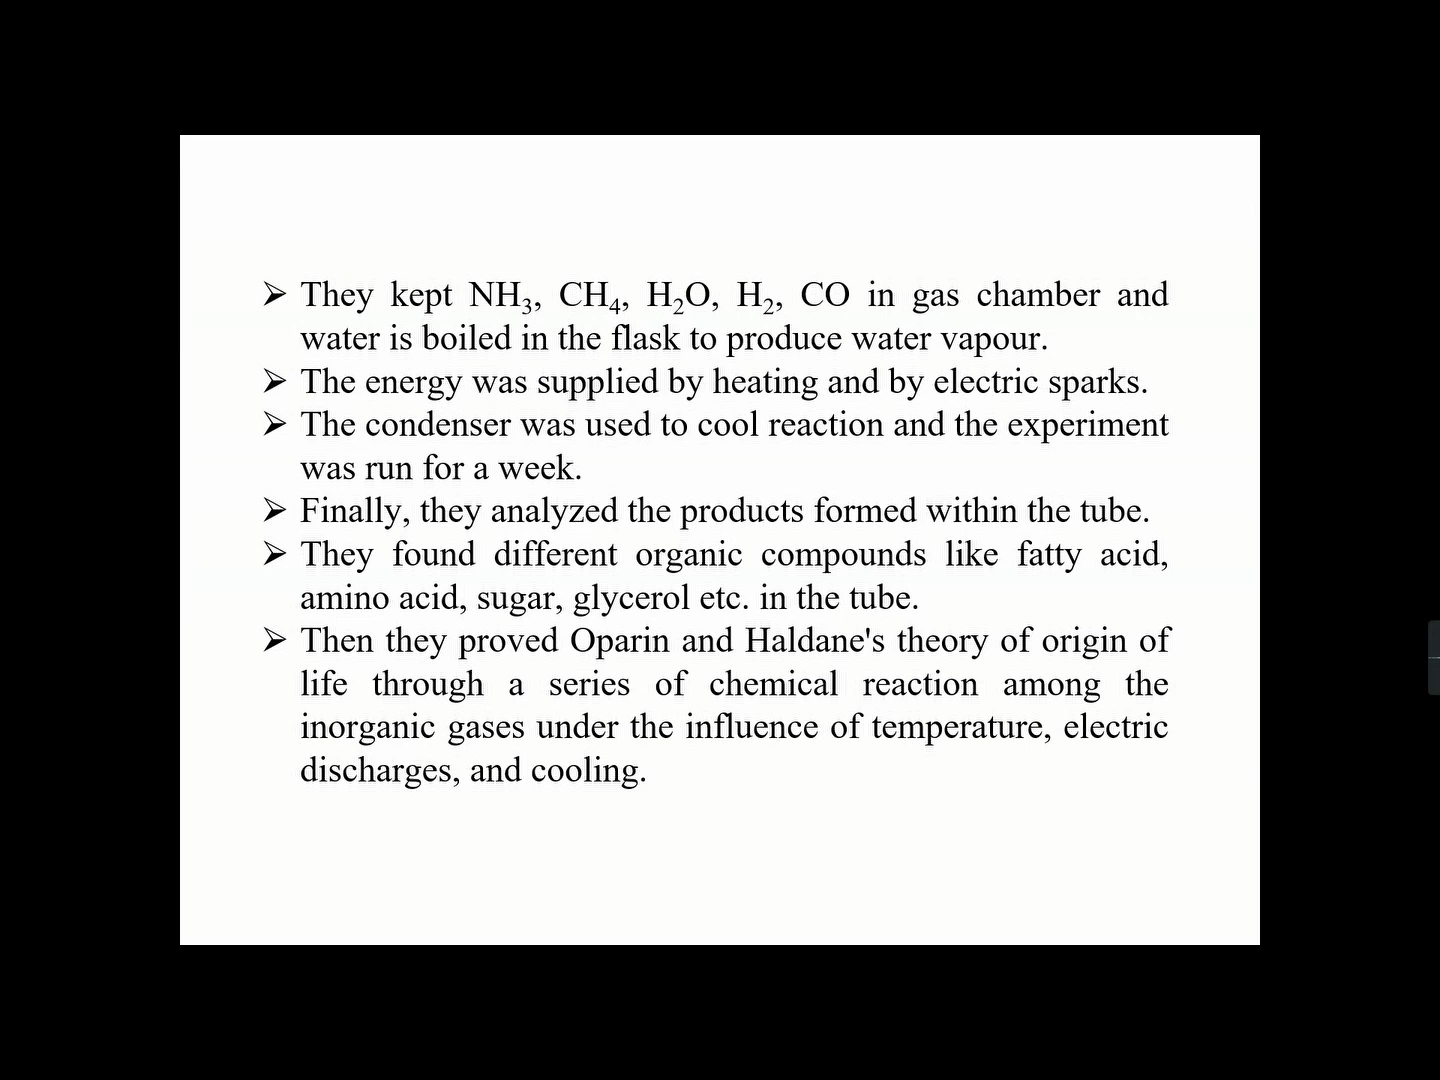 ➢ They kept NH₃, CH₄, H₂O, H₂, CO in gas chamber and
water is boiled in the flask to produce water vapour.
➢ The energy was supplied by heating and by electric sparks.
➢ The condenser was used to cool reaction and the experiment
was run for a week.
➢ Finally, they analyzed the products formed within the tube.
➢ They found different organic compounds like fatty acid,
amino acid, sugar, glycerol etc. in the tube.
➢ Then they proved Oparin and Haldane's theory of origin of
life through a series of chemical reaction among the
inorganic gases under the influence of temperature, electric
discharges, and cooling.